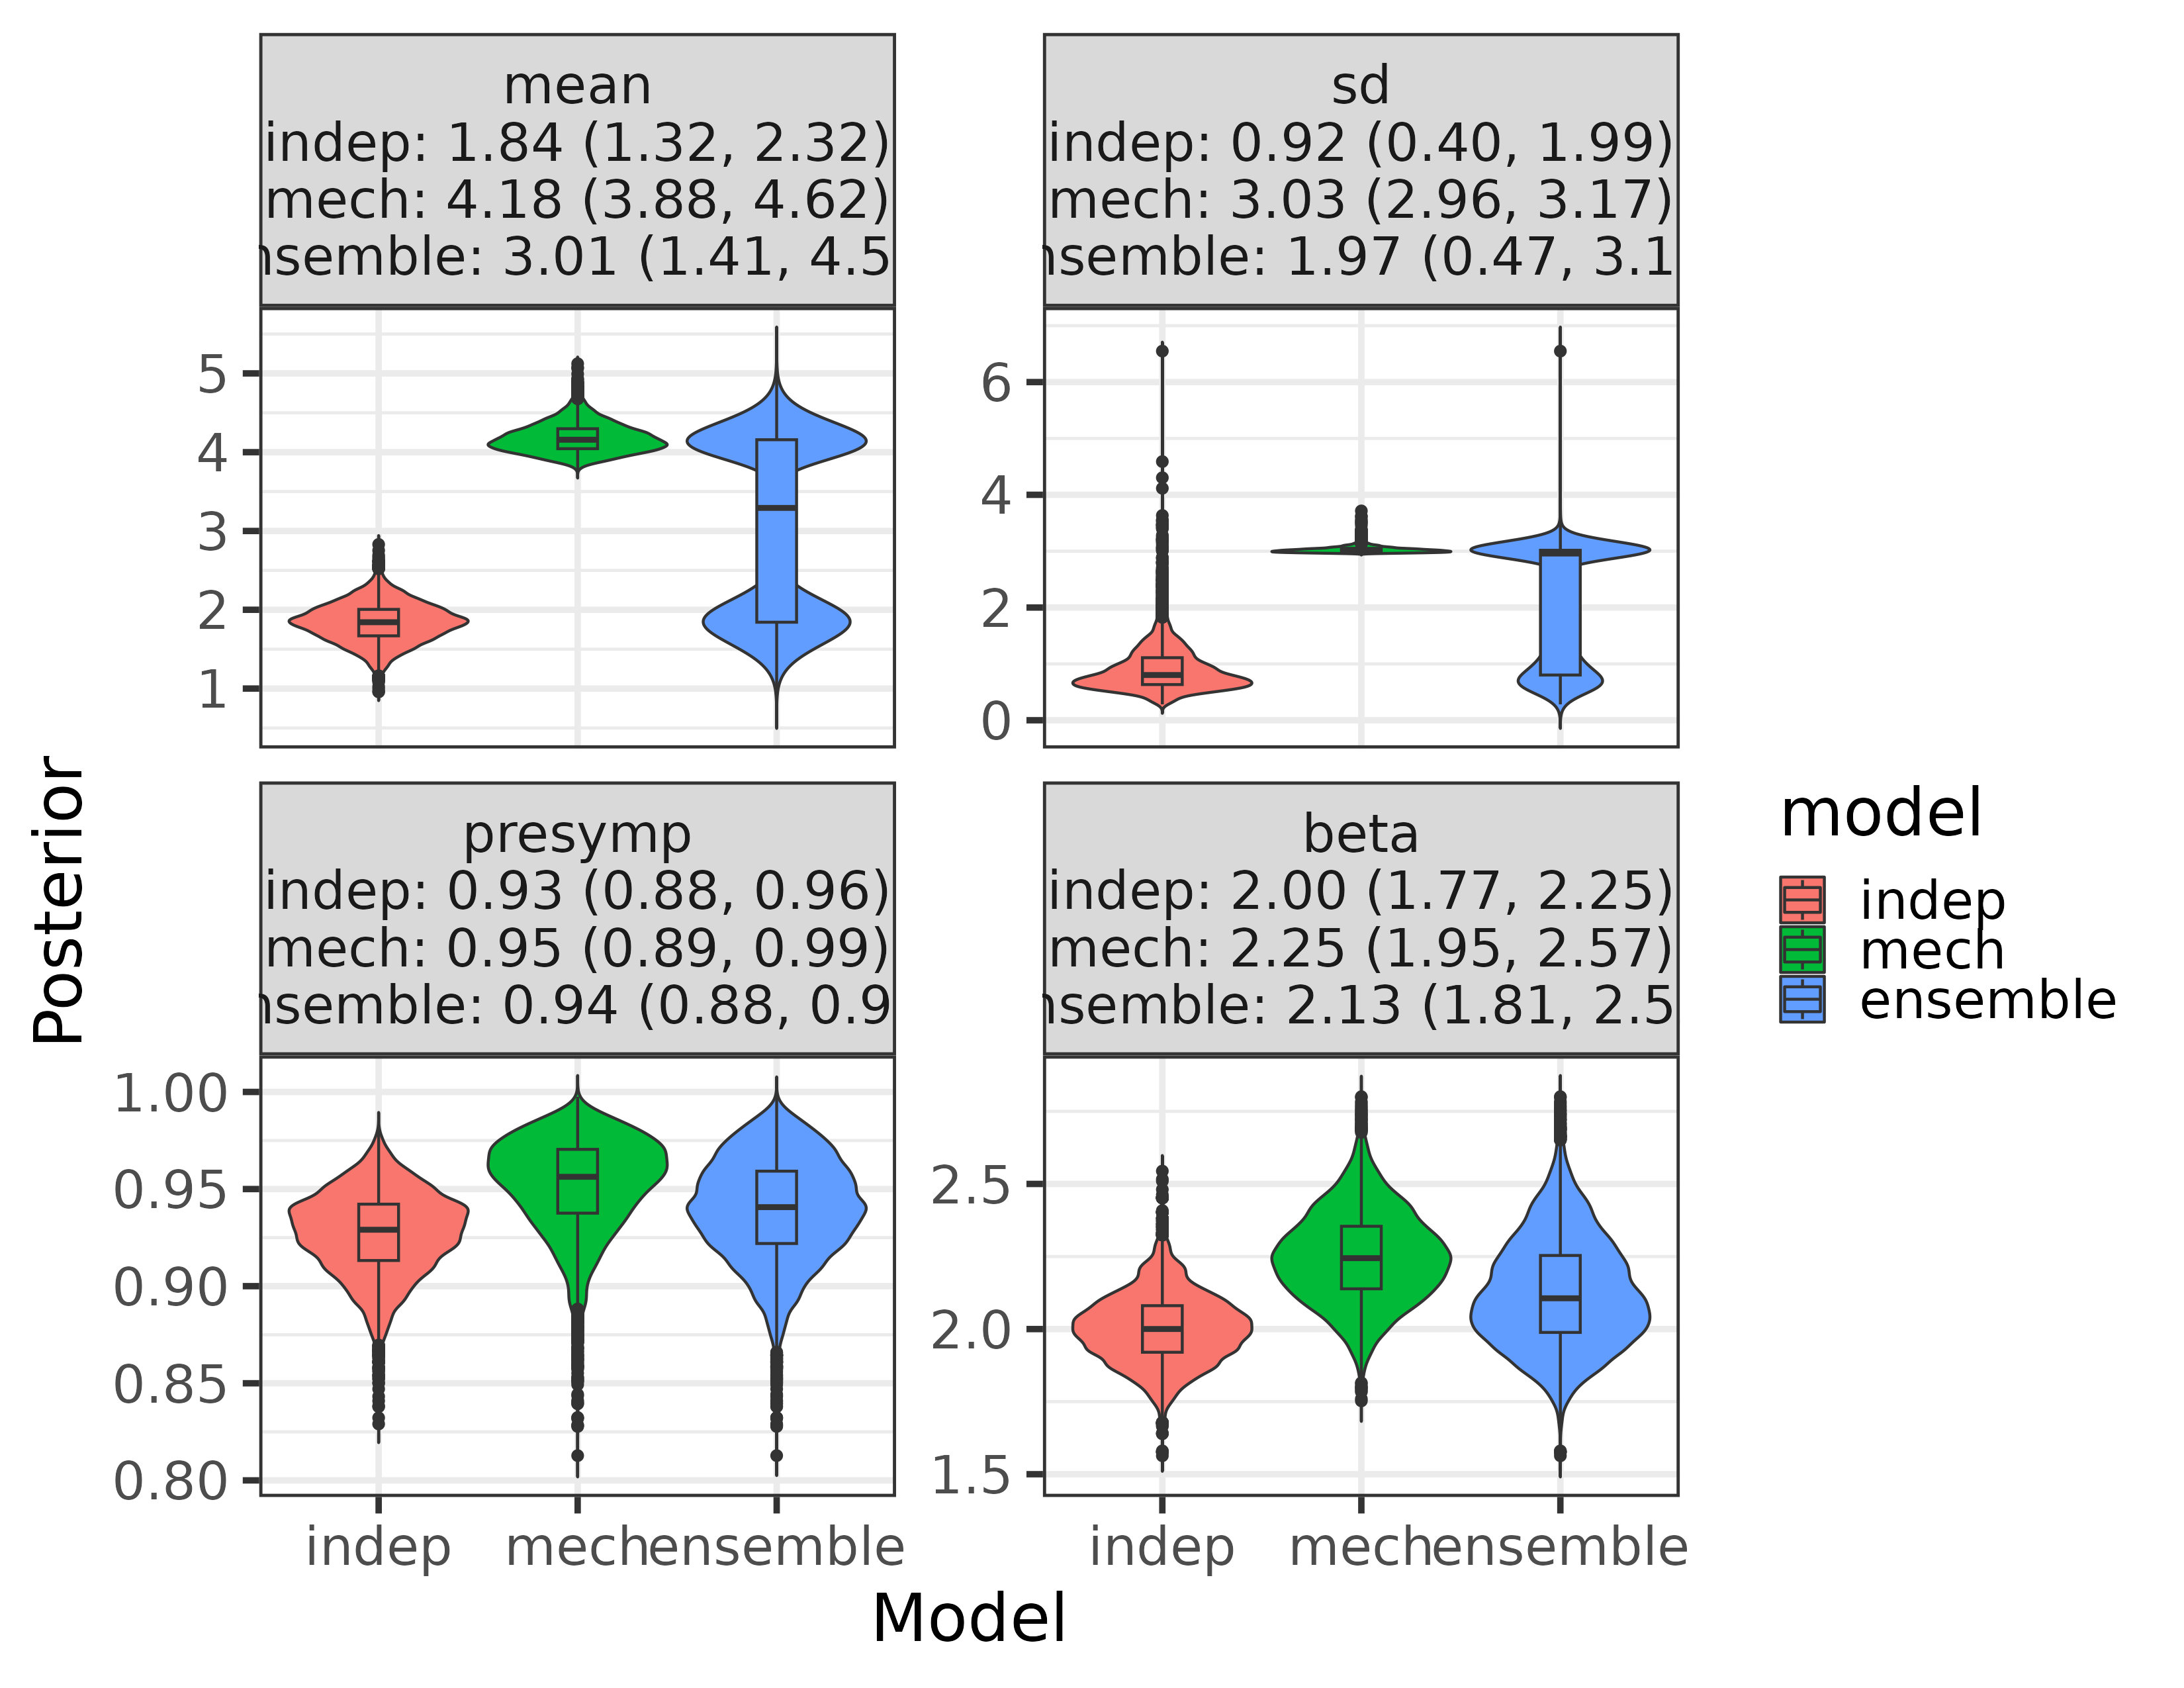 mean
indep: 1.84 (1.32, 2.32)
mech: 4.18 (3.88, 4.62)
nsemble: 3.01 (1.41, 4.5
sd
indep: 0.92 (0.40, 1.99)
mech: 3.03 (2.96, 3.17)
nsemble: 1.97 (0.47, 3.1
5
4
3
2
1
6
4
2
0
Posterior
presymp
indep: 0.93 (0.88, 0.96)
mech: 0.95 (0.89, 0.99)
nsemble: 0.94 (0.88, 0.9
beta
indep: 2.00 (1.77, 2.25)
mech: 2.25 (1.95, 2.57)
nsemble: 2.13 (1.81, 2.5
model
indep
mech
ensemble
1.00
0.95
0.90
0.85
0.80
2.5
2.0
1.5
indep mech ensemble
indep mech ensemble
Model